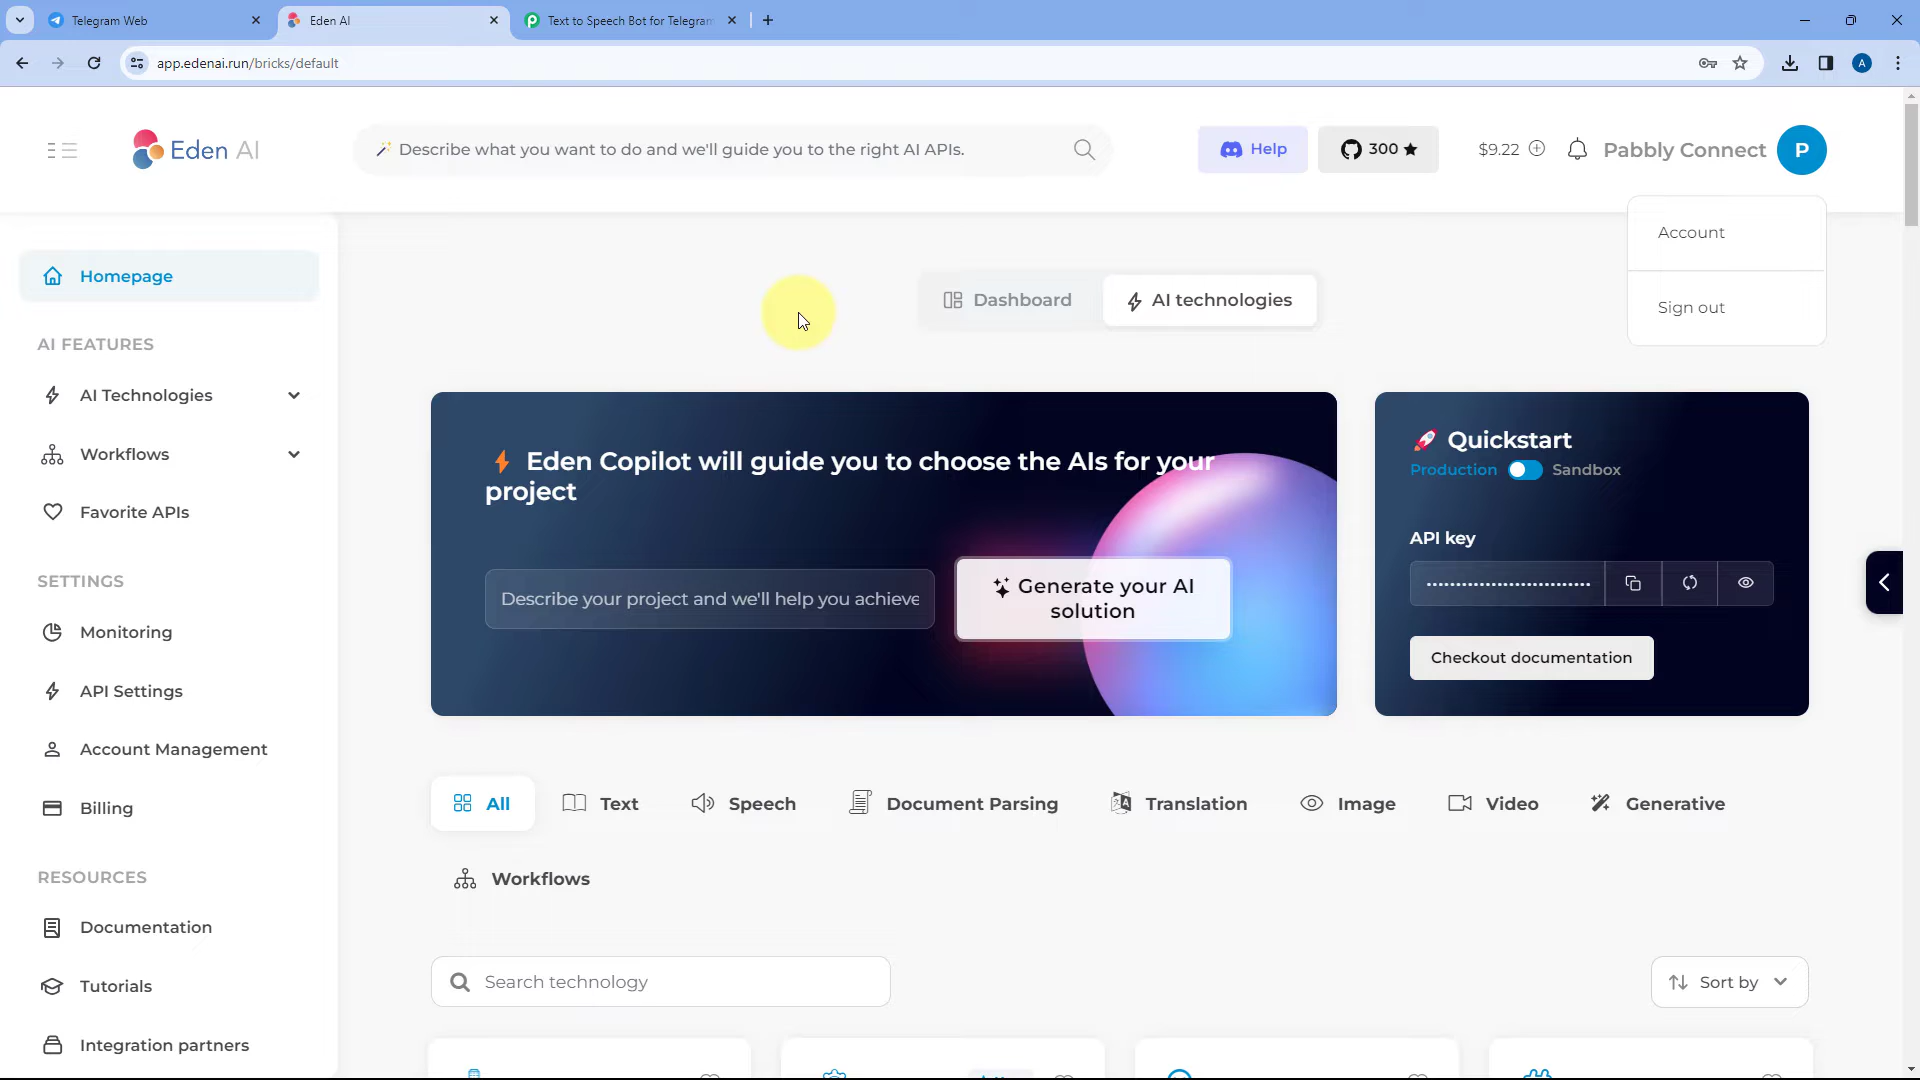 Telegram Web
Eden AI
Text to Speech Bot for Telegram
app.edenai.run/bricks/default
A
Eden AI
Describe what you want to do and we'll guide you to the right AI APIs.
Help
300
$9.22
Pabbly Connect
P
Account
Sign out
Homepage
AI FEATURES
AI Technologies
Workflows
Favorite APIs
SETTINGS
Monitoring
API Settings
Account Management
Billing
RESOURCES
Documentation
Tutorials
Integration partners
Dashboard
AI technologies
Eden Copilot will guide you to choose the AIs for your
project
Describe your project and we'll help you achieve
Generate your AI
solution
Quickstart
Production
Sandbox
API key
Checkout documentation
All
Text
Speech
Document Parsing
Translation
Image
Video
Generative
Workflows
Search technology
Sort by